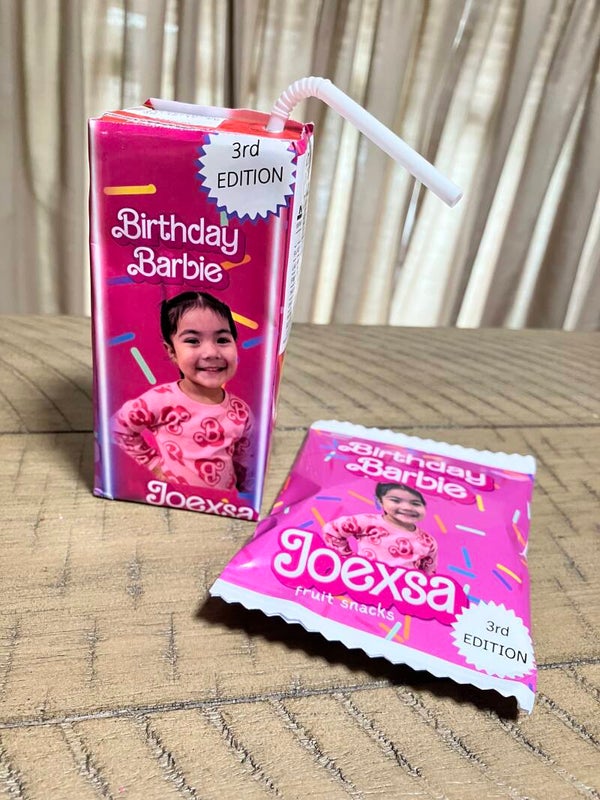 3rd
EDITION
Birthday
Barbie
Joexsa
Birthday
Barbie
Joexsa
fruit snacks
3rd
EDITION